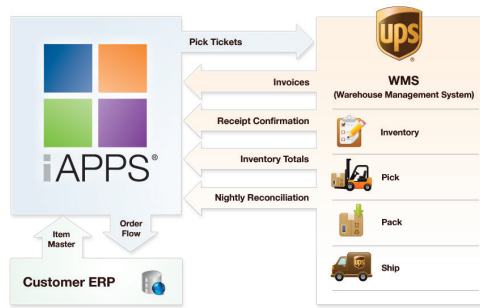 Pick Tickets
Invoices
Receipt Confirmation
Inventory Totals
Nightly Reconciliation
iAPPS®
Item
Master
Order
Flow
Customer ERP
ups
®
WMS
(Warehouse Management System)
Inventory
Pick
Pack
Ship
ups